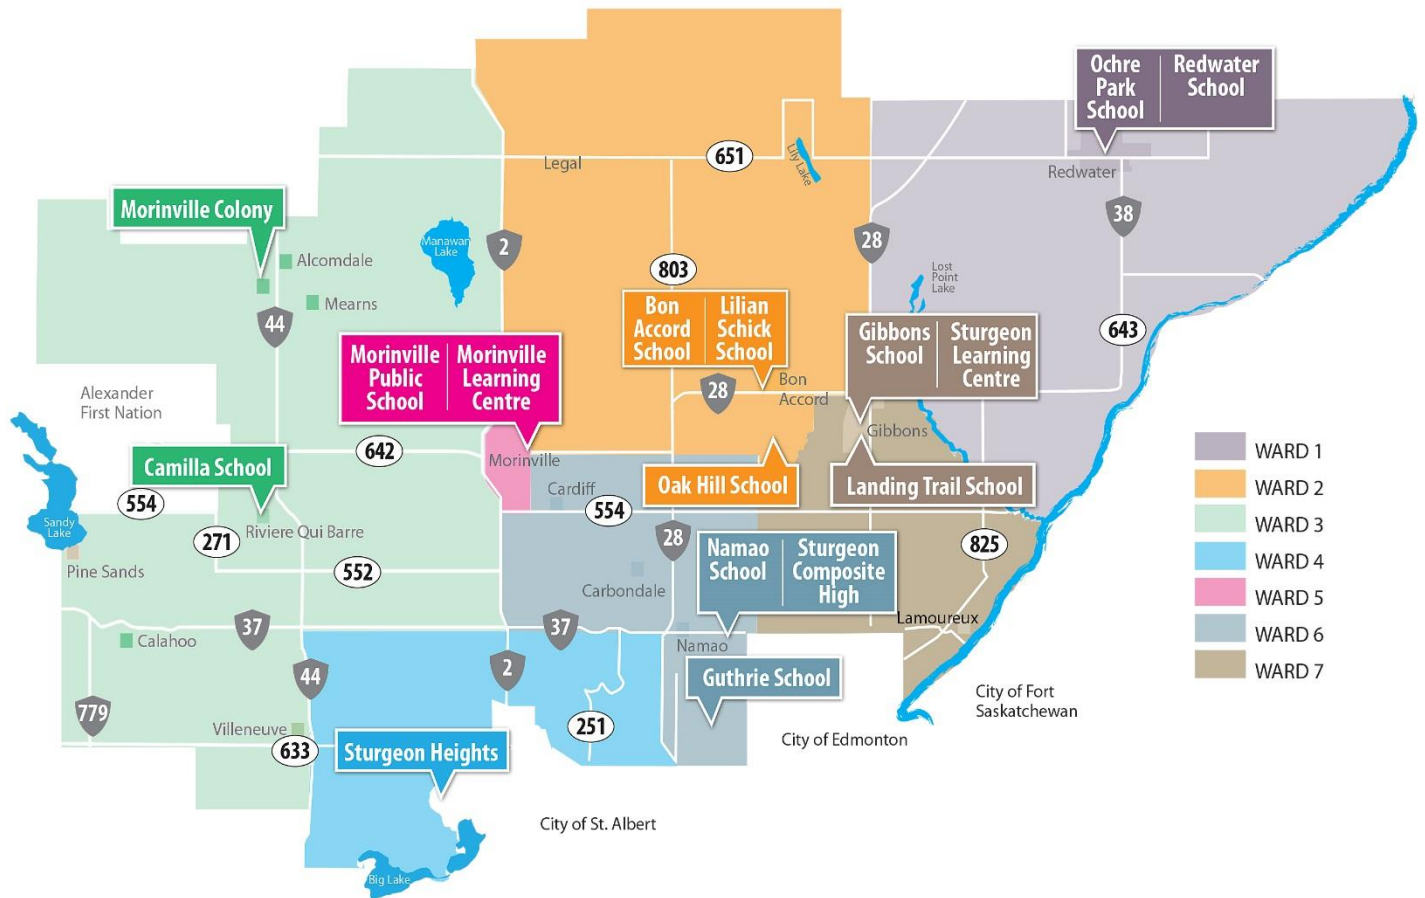 Ochre
Park
School
Redwater
School
651
Legal
Lily Lake
Redwater
Morinville Colony
38
Manawan
Lake
2
28
Alcomdale
803
Lost
Point
Lake
Mearns
44
Bon
Accord
School
Lilian
Schick
School
Gibbons
School
Sturgeon
Learning
Centre
643
Morinville
Public
School
Morinville
Learning
Centre
28
Bon
Accord
Alexander
First Nation
Gibbons
642
Morinville
Camilla School
Oak Hill School
Landing Trail School
Cardiff
554
554
Sandy
Lake
271
Riviere Qui Barre
28
Namao
School
Sturgeon
Composite
High
825
Pine Sands
552
Carbondale
Lamoureux
37
37
Calahoo
Namao
44
2
Guthrie School
City of Fort
Saskatchewan
779
Villeneuve
251
City of Edmonton
633
Sturgeon Heights
City of St. Albert
Big Lake
WARD 1
WARD 2
WARD 3
WARD 4
WARD 5
WARD 6
WARD 7